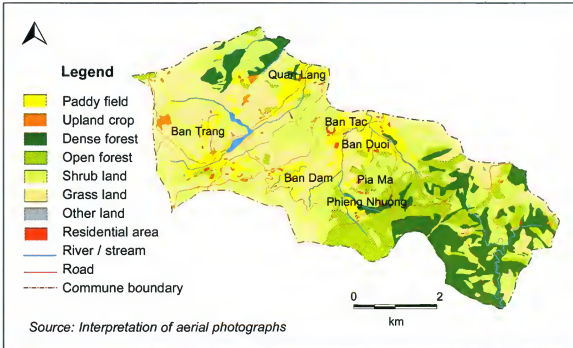 Legend
Paddy field
Upland crop
Dense forest
Open forest
Shrub land
Grass land
Other land
Residential area
River / stream
Road
Commune boundary
Quan Lang
Ban Trang
Ban Tac
Ban Duoi
Ban Dam
Pia Ma
Phieng Nhuong
0 2
km
Source: Interpretation of aerial photographs